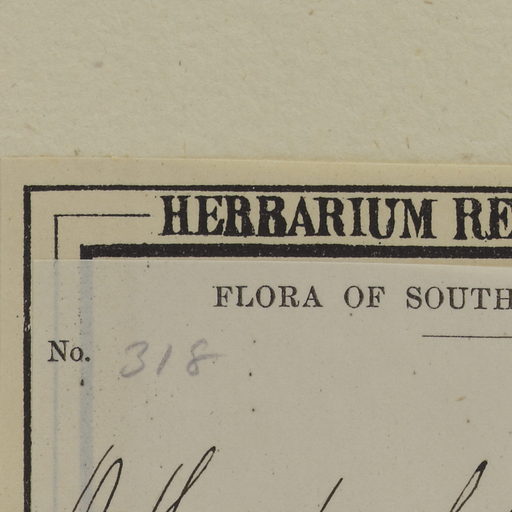 HERBARIUM RE
FLORA OF SOUTH
No. 318